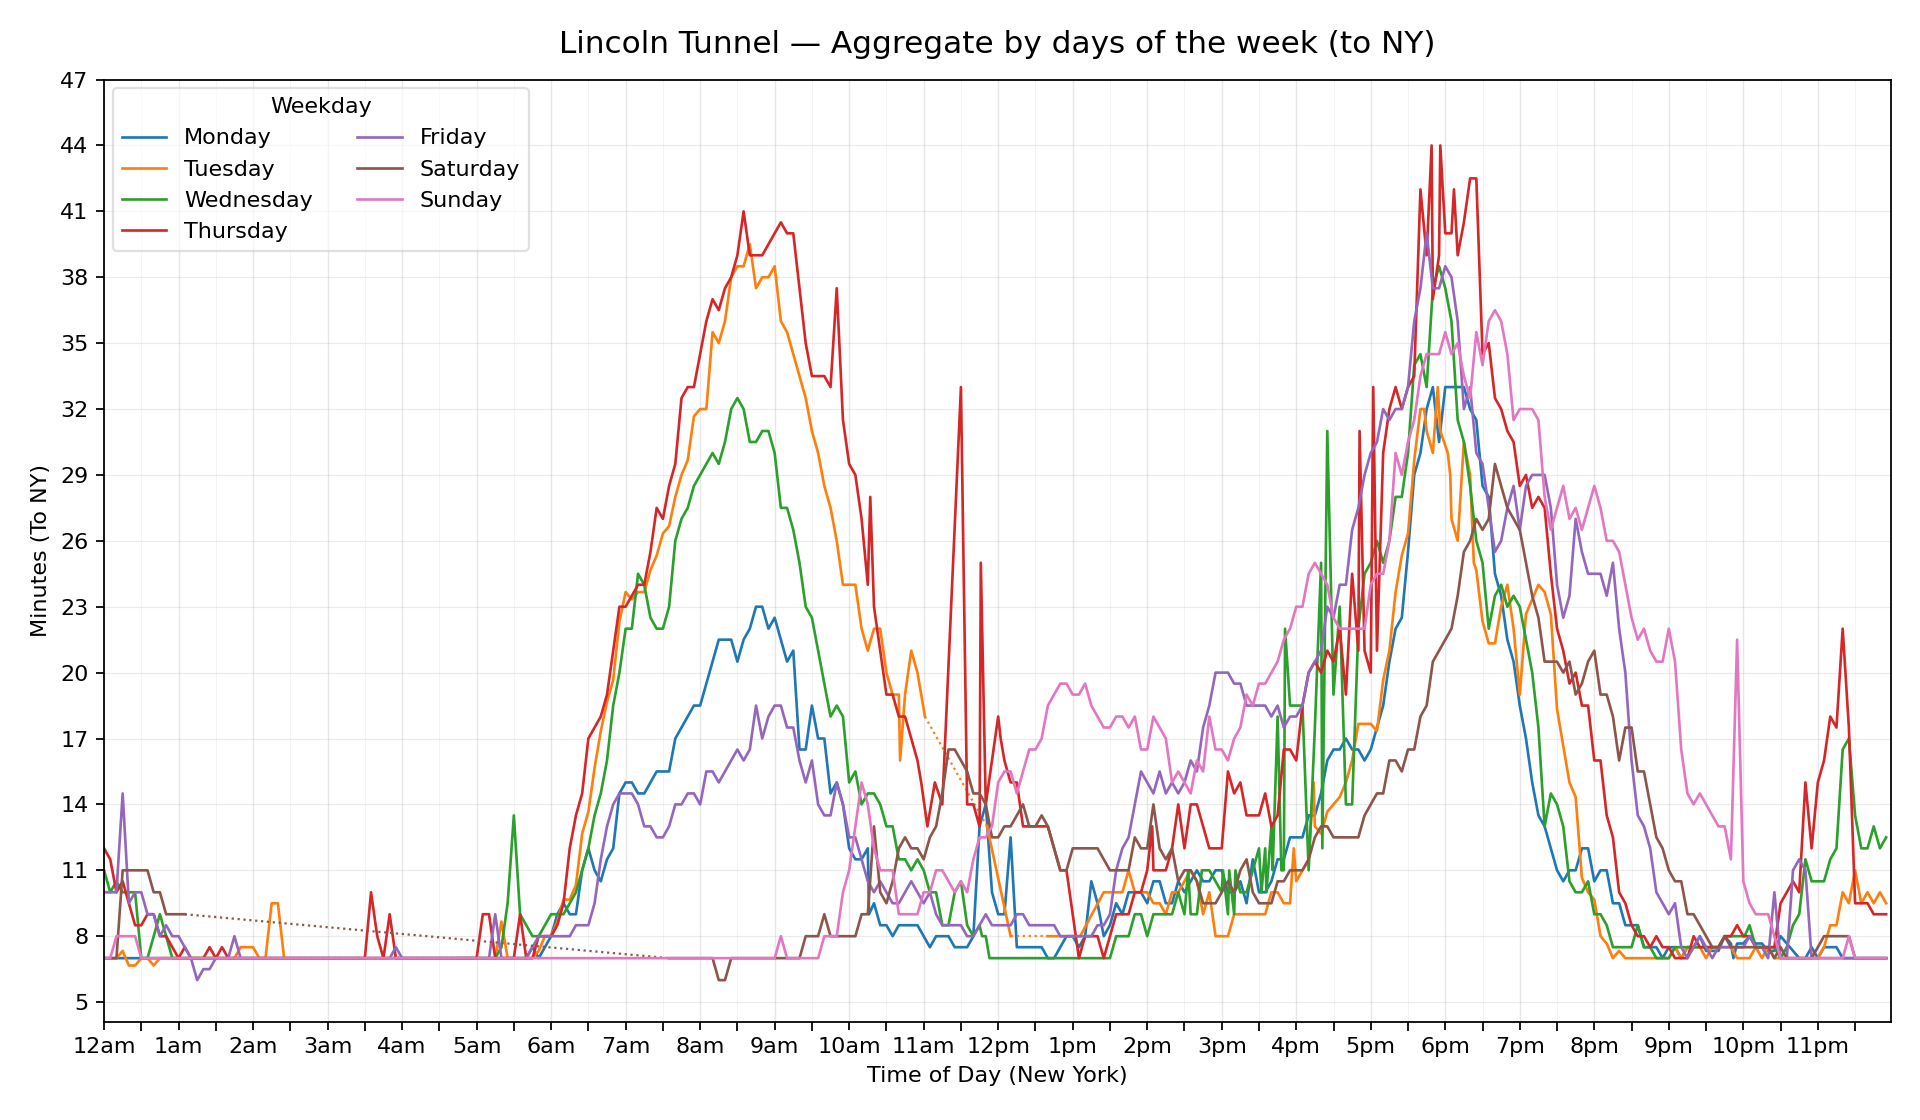 Lincoln Tunnel — Aggregate by days of the week (to NY)
Weekday
Monday
Tuesday
Wednesday
Thursday
Friday
Saturday
Sunday
Minutes (To NY)
47
44
41
38
35
32
29
26
23
20
17
14
11
8
5
12am 1am 2am 3am 4am 5am 6am 7am 8am 9am 10am 11am 12pm 1pm 2pm 3pm 4pm 5pm 6pm 7pm 8pm 9pm 10pm 11pm
Time of Day (New York)